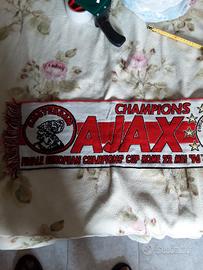 CHAMPIONS
AJAX
FINALE EUROPEAN CHAMPIONS CUP ROME 22 MEI '96